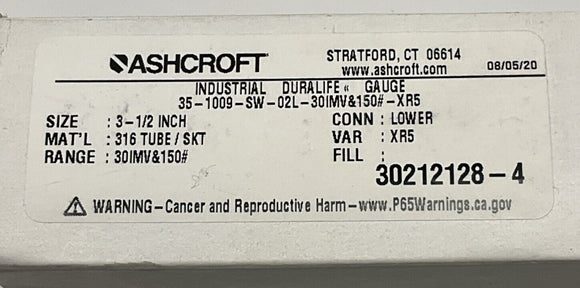 ASHCROFT
STRATFORD, CT 06614
www.ashcroft.com
08/05/20
INDUSTRIAL DURALIFE « GAUGE
35-1009-SW-02L-30IMV&150#-XR5
SIZE : 3-1/2 INCH
CONN : LOWER
MAT'L : 316 TUBE / SKT
VAR : XR5
RANGE : 30IMV&150#
FILL :
30212128-4
⚠ WARNING-Cancer and Reproductive Harm-www.P65Warnings.ca.gov